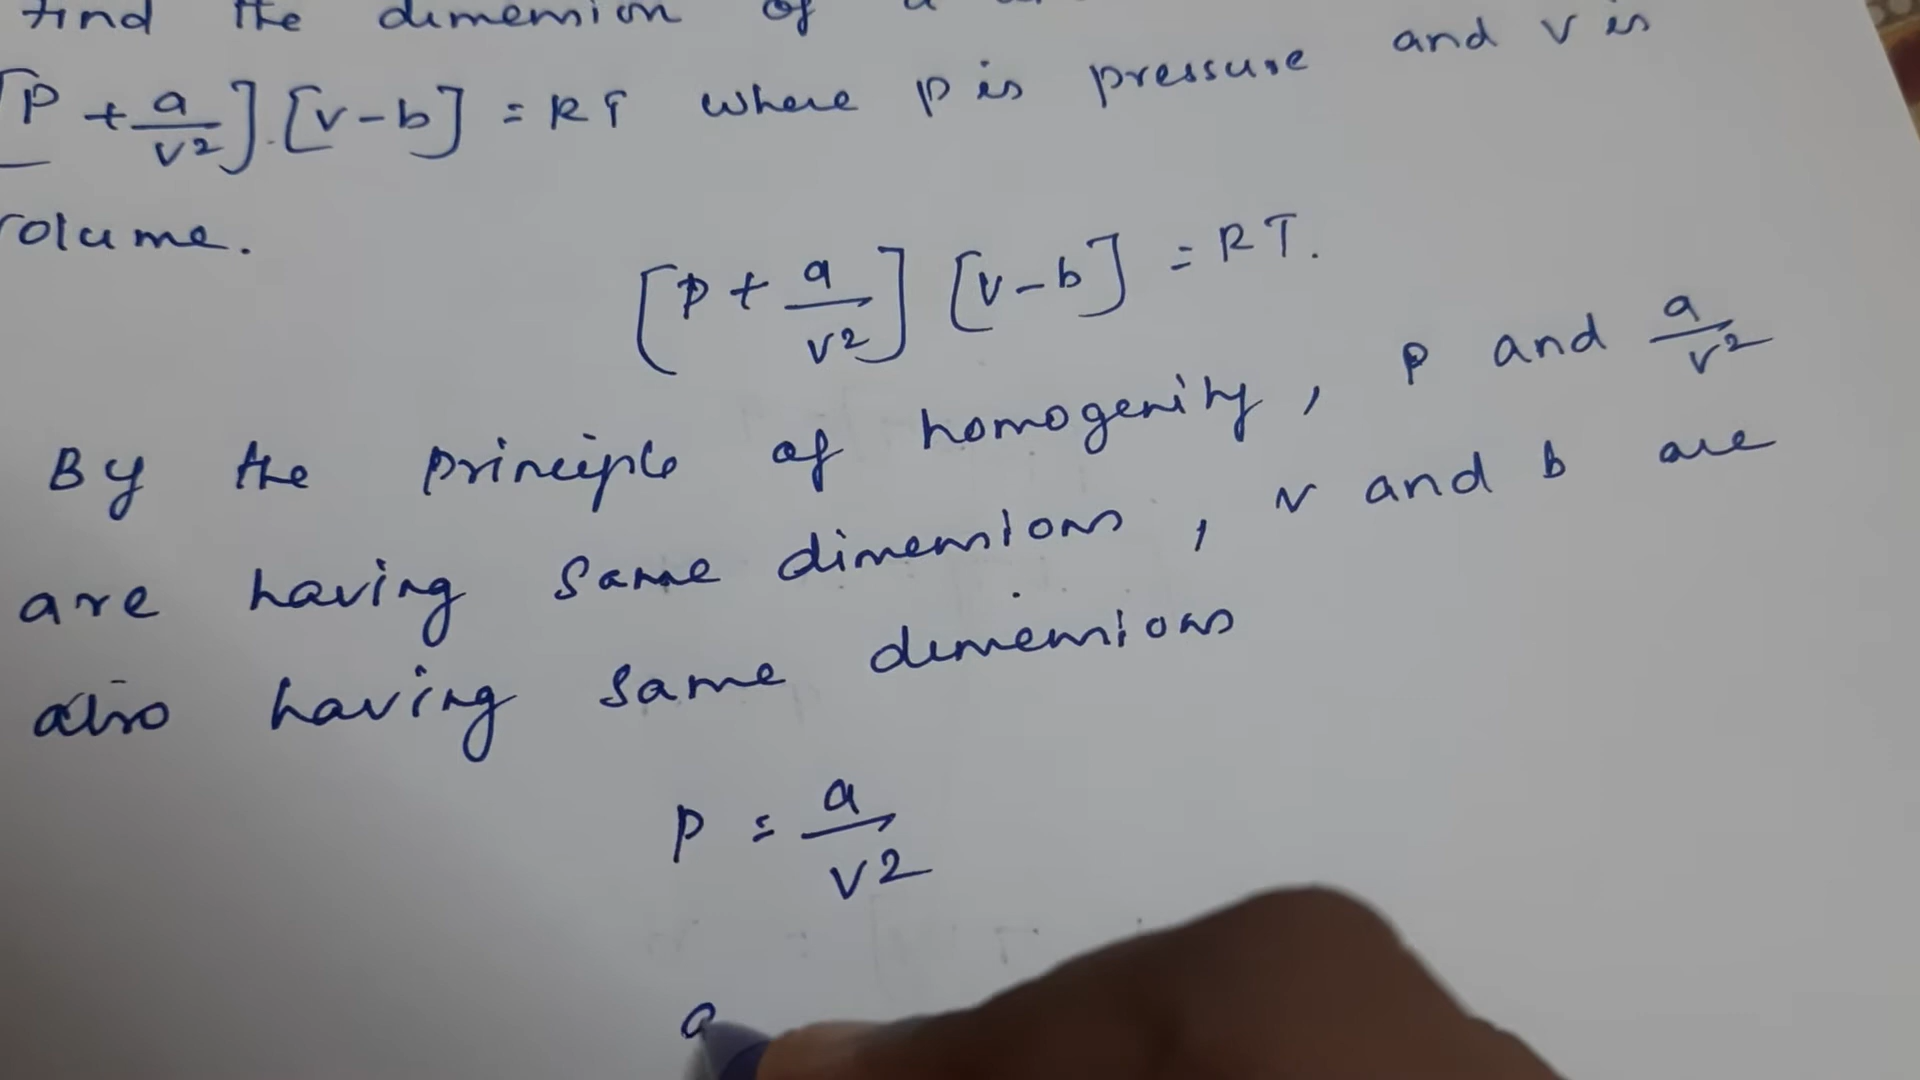 find the dimension of a
[P + a/v2] . [v-b] = RT where p is pressure and v is
volume.
[P + a/v2] [v-b] = RT.
By the principle of homogenity, P and a/v2
are having same dimensions, v and b are
also having same dimensions
P = a/v2
a